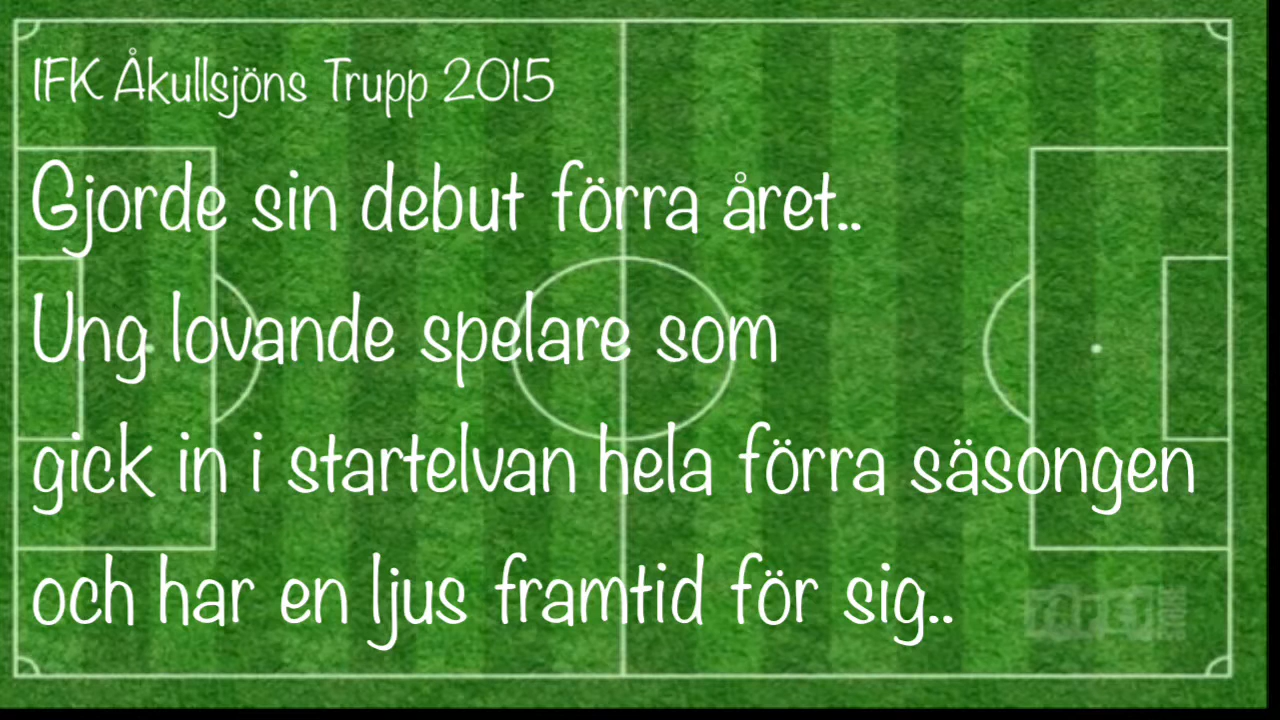 IFK Åkullsjöns Trupp 2015
Gjorde sin debut förra året..
Ung lovande spelare som
gick in i startelvan hela förra säsongen
och har en ljus framtid för sig..